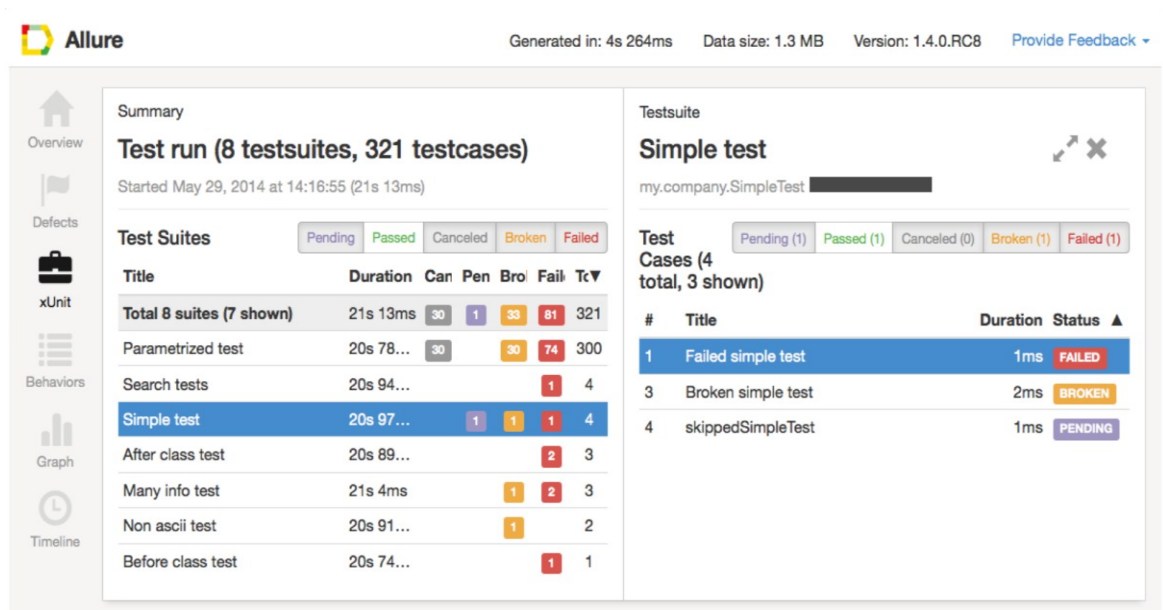 Allure Generated in: 4s 264ms Data size: 1.3 MB Version: 1.4.0.RC8 Provide Feedback
Overview
Defects
xUnit
Behaviors
Graph
Timeline
Summary
Test run (8 testsuites, 321 testcases)
Started May 29, 2014 at 14:16:55 (21s 13ms)
Test Suites Pending Passed Canceled Broken Failed
Title Duration Can Pen Bro Fail To▼
Total 8 suites (7 shown) 21s 13ms 30 1 33 81 321
Parametrized test 20s 78... 30 30 74 300
Search tests 20s 94... 1 4
Simple test 20s 97... 1 1 1 4
After class test 20s 89... 2 3
Many info test 21s 4ms 1 2 3
Non ascii test 20s 91... 1 2
Before class test 20s 74... 1 1
Testsuite
Simple test
my.company.SimpleTest
Test Cases (4 total, 3 shown)
Pending (1) Passed (1) Canceled (0) Broken (1) Failed (1)
# Title Duration Status ▲
1 Failed simple test 1ms FAILED
3 Broken simple test 2ms BROKEN
4 skippedSimpleTest 1ms PENDING